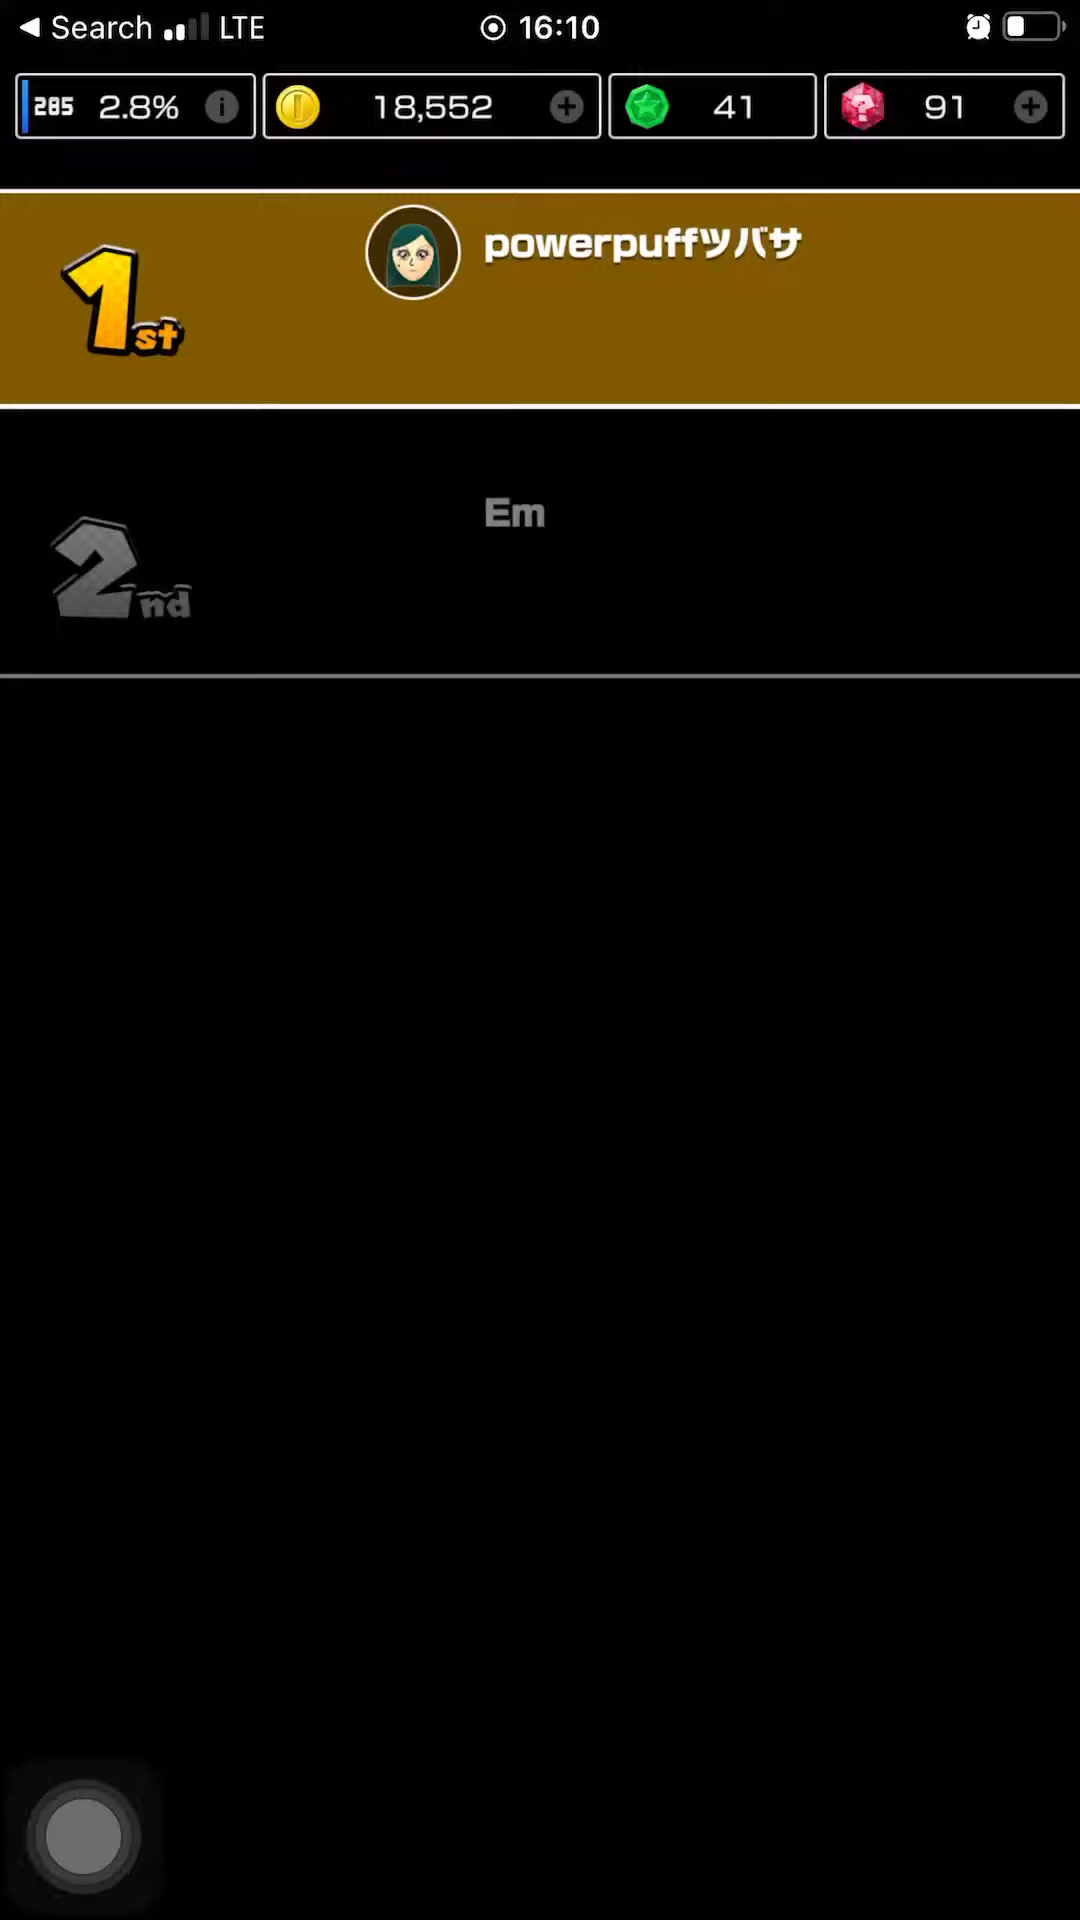 ◀ Search LTE 16:10
285 2.8% i 18,552 + 41 91 +
1st
powerpuffツバサ
2nd
Em